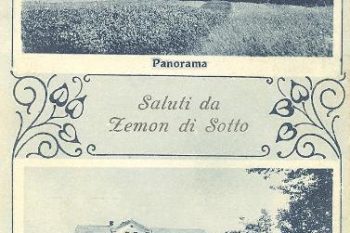 Panorama
Saluti da
Zemon di Sotto